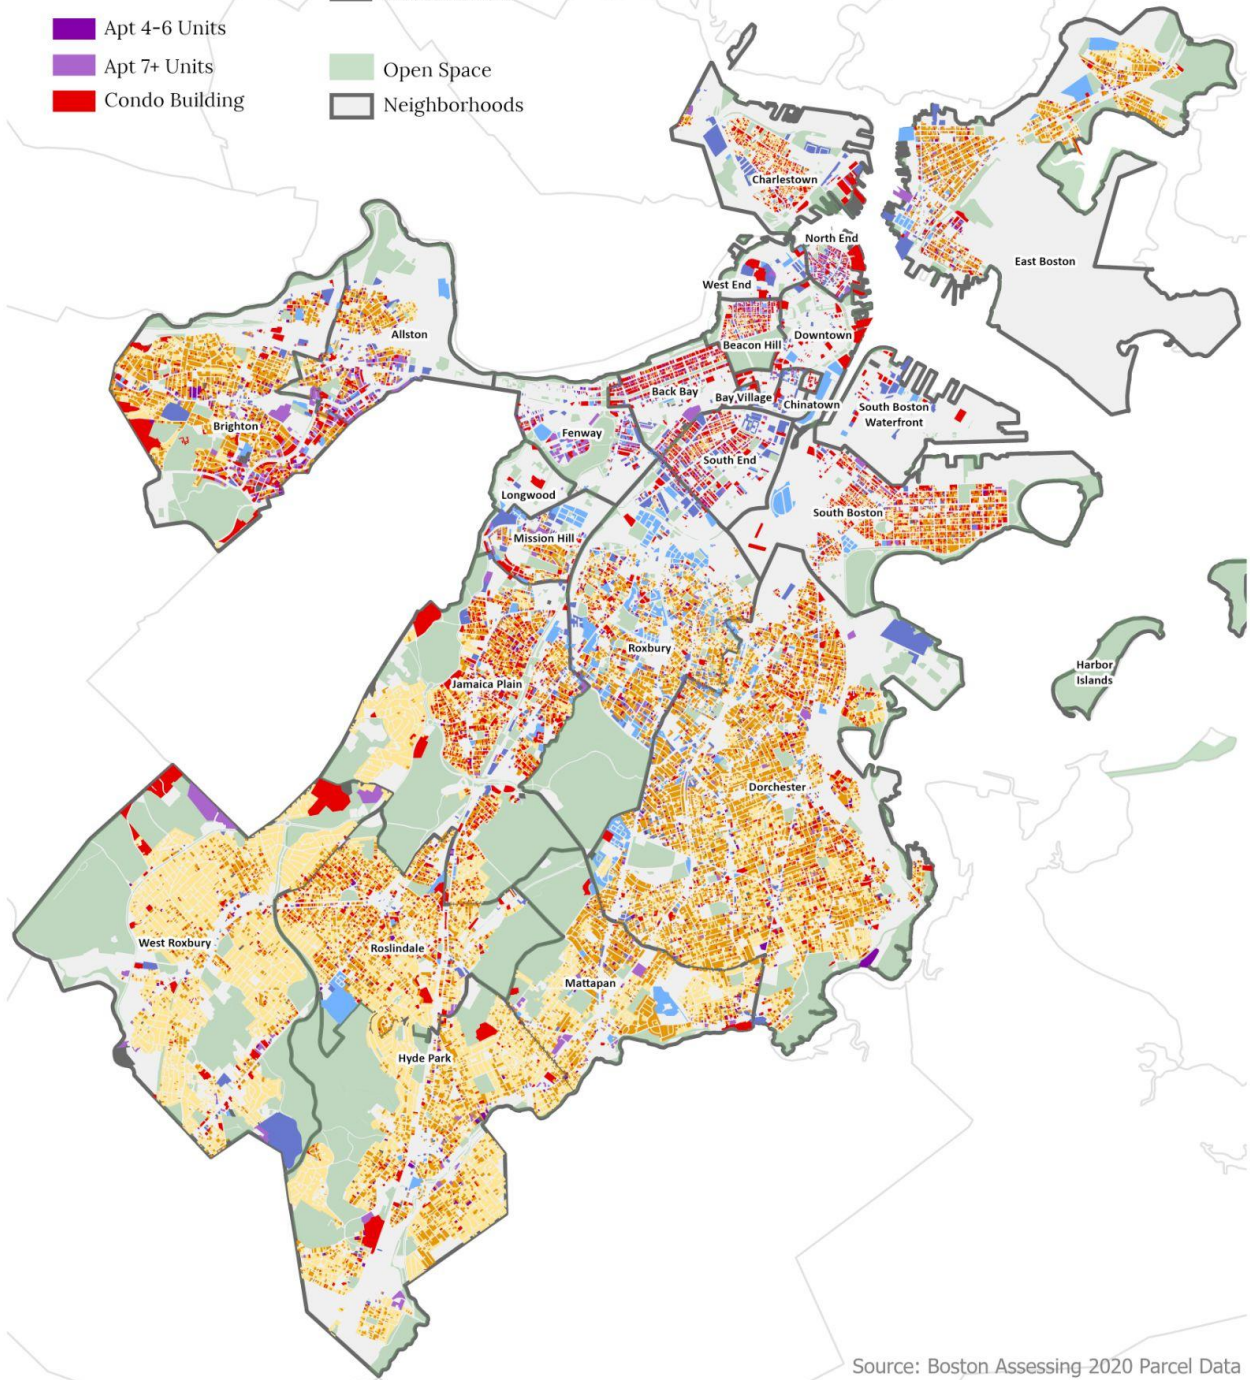 Apt 4-6 Units
Apt 7+ Units
Condo Building
Open Space
Neighborhoods
Charlestown
North End
East Boston
West End
Allston
Beacon Hill
Downtown
Back Bay
Bay Village
Chinatown
South Boston
Waterfront
Brighton
Fenway
South End
Longwood
South Boston
Mission Hill
Roxbury
Harbor
Islands
Jamaica Plain
Dorchester
West Roxbury
Roslindale
Mattapan
Hyde Park
Source: Boston Assessing 2020 Parcel Data